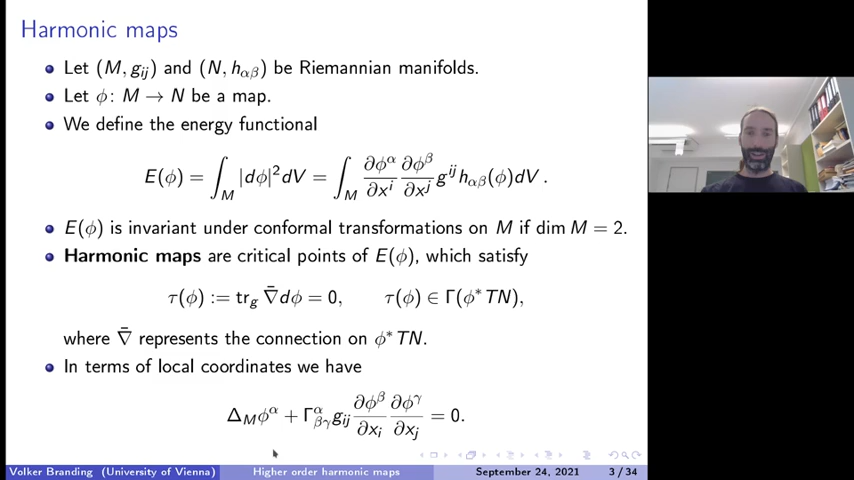 Harmonic maps
Let (M, g_{ij}) and (N, h_{αβ}) be Riemannian manifolds.
Let ϕ: M → N be a map.
We define the energy functional
E(ϕ) = ∫_M |dϕ|² dV = ∫_M ∂ϕ^α/∂x^i ∂ϕ^β/∂x^j g^{ij} h_{αβ}(ϕ)dV.
E(ϕ) is invariant under conformal transformations on M if dim M = 2.
Harmonic maps are critical points of E(ϕ), which satisfy
τ(ϕ) := tr_g ∇̄dϕ = 0, τ(ϕ) ∈ Γ(ϕ*TN),
where ∇̄ represents the connection on ϕ*TN.
In terms of local coordinates we have
Δ_M ϕ^α + Γ^α_{βγ} g_{ij} ∂ϕ^β/∂x_i ∂ϕ^γ/∂x_j = 0.
Volker Branding (University of Vienna) Higher order harmonic maps September 24, 2021 3 / 34